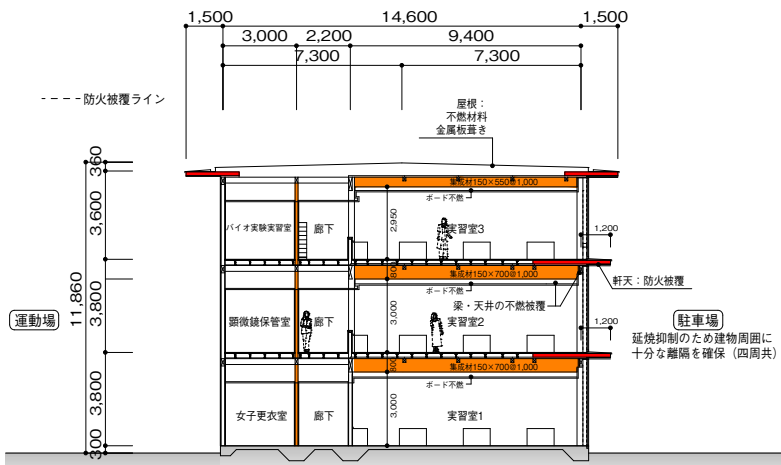 1,500
14,600
1,500
3,000
2,200
9,400
7,300
7,300
防火被覆ライン
屋根：
不燃材料
金属板葺き
360
集成材150×550@1,000
ボード不燃
3,600
バイオ実験実習室
廊下
2,950
実習室3
1,200
800
集成材150×700@1,000
軒天：防火被覆
ボード不燃
梁・天井の不燃被覆
11,860
3,800
運動場
顕微鏡保管室
廊下
3,000
実習室2
1,200
駐車場
延焼抑制のため建物周囲に
十分な離隔を確保（四周共）
800
集成材150×700@1,000
ボード不燃
3,800
女子更衣室
廊下
3,000
実習室1
300